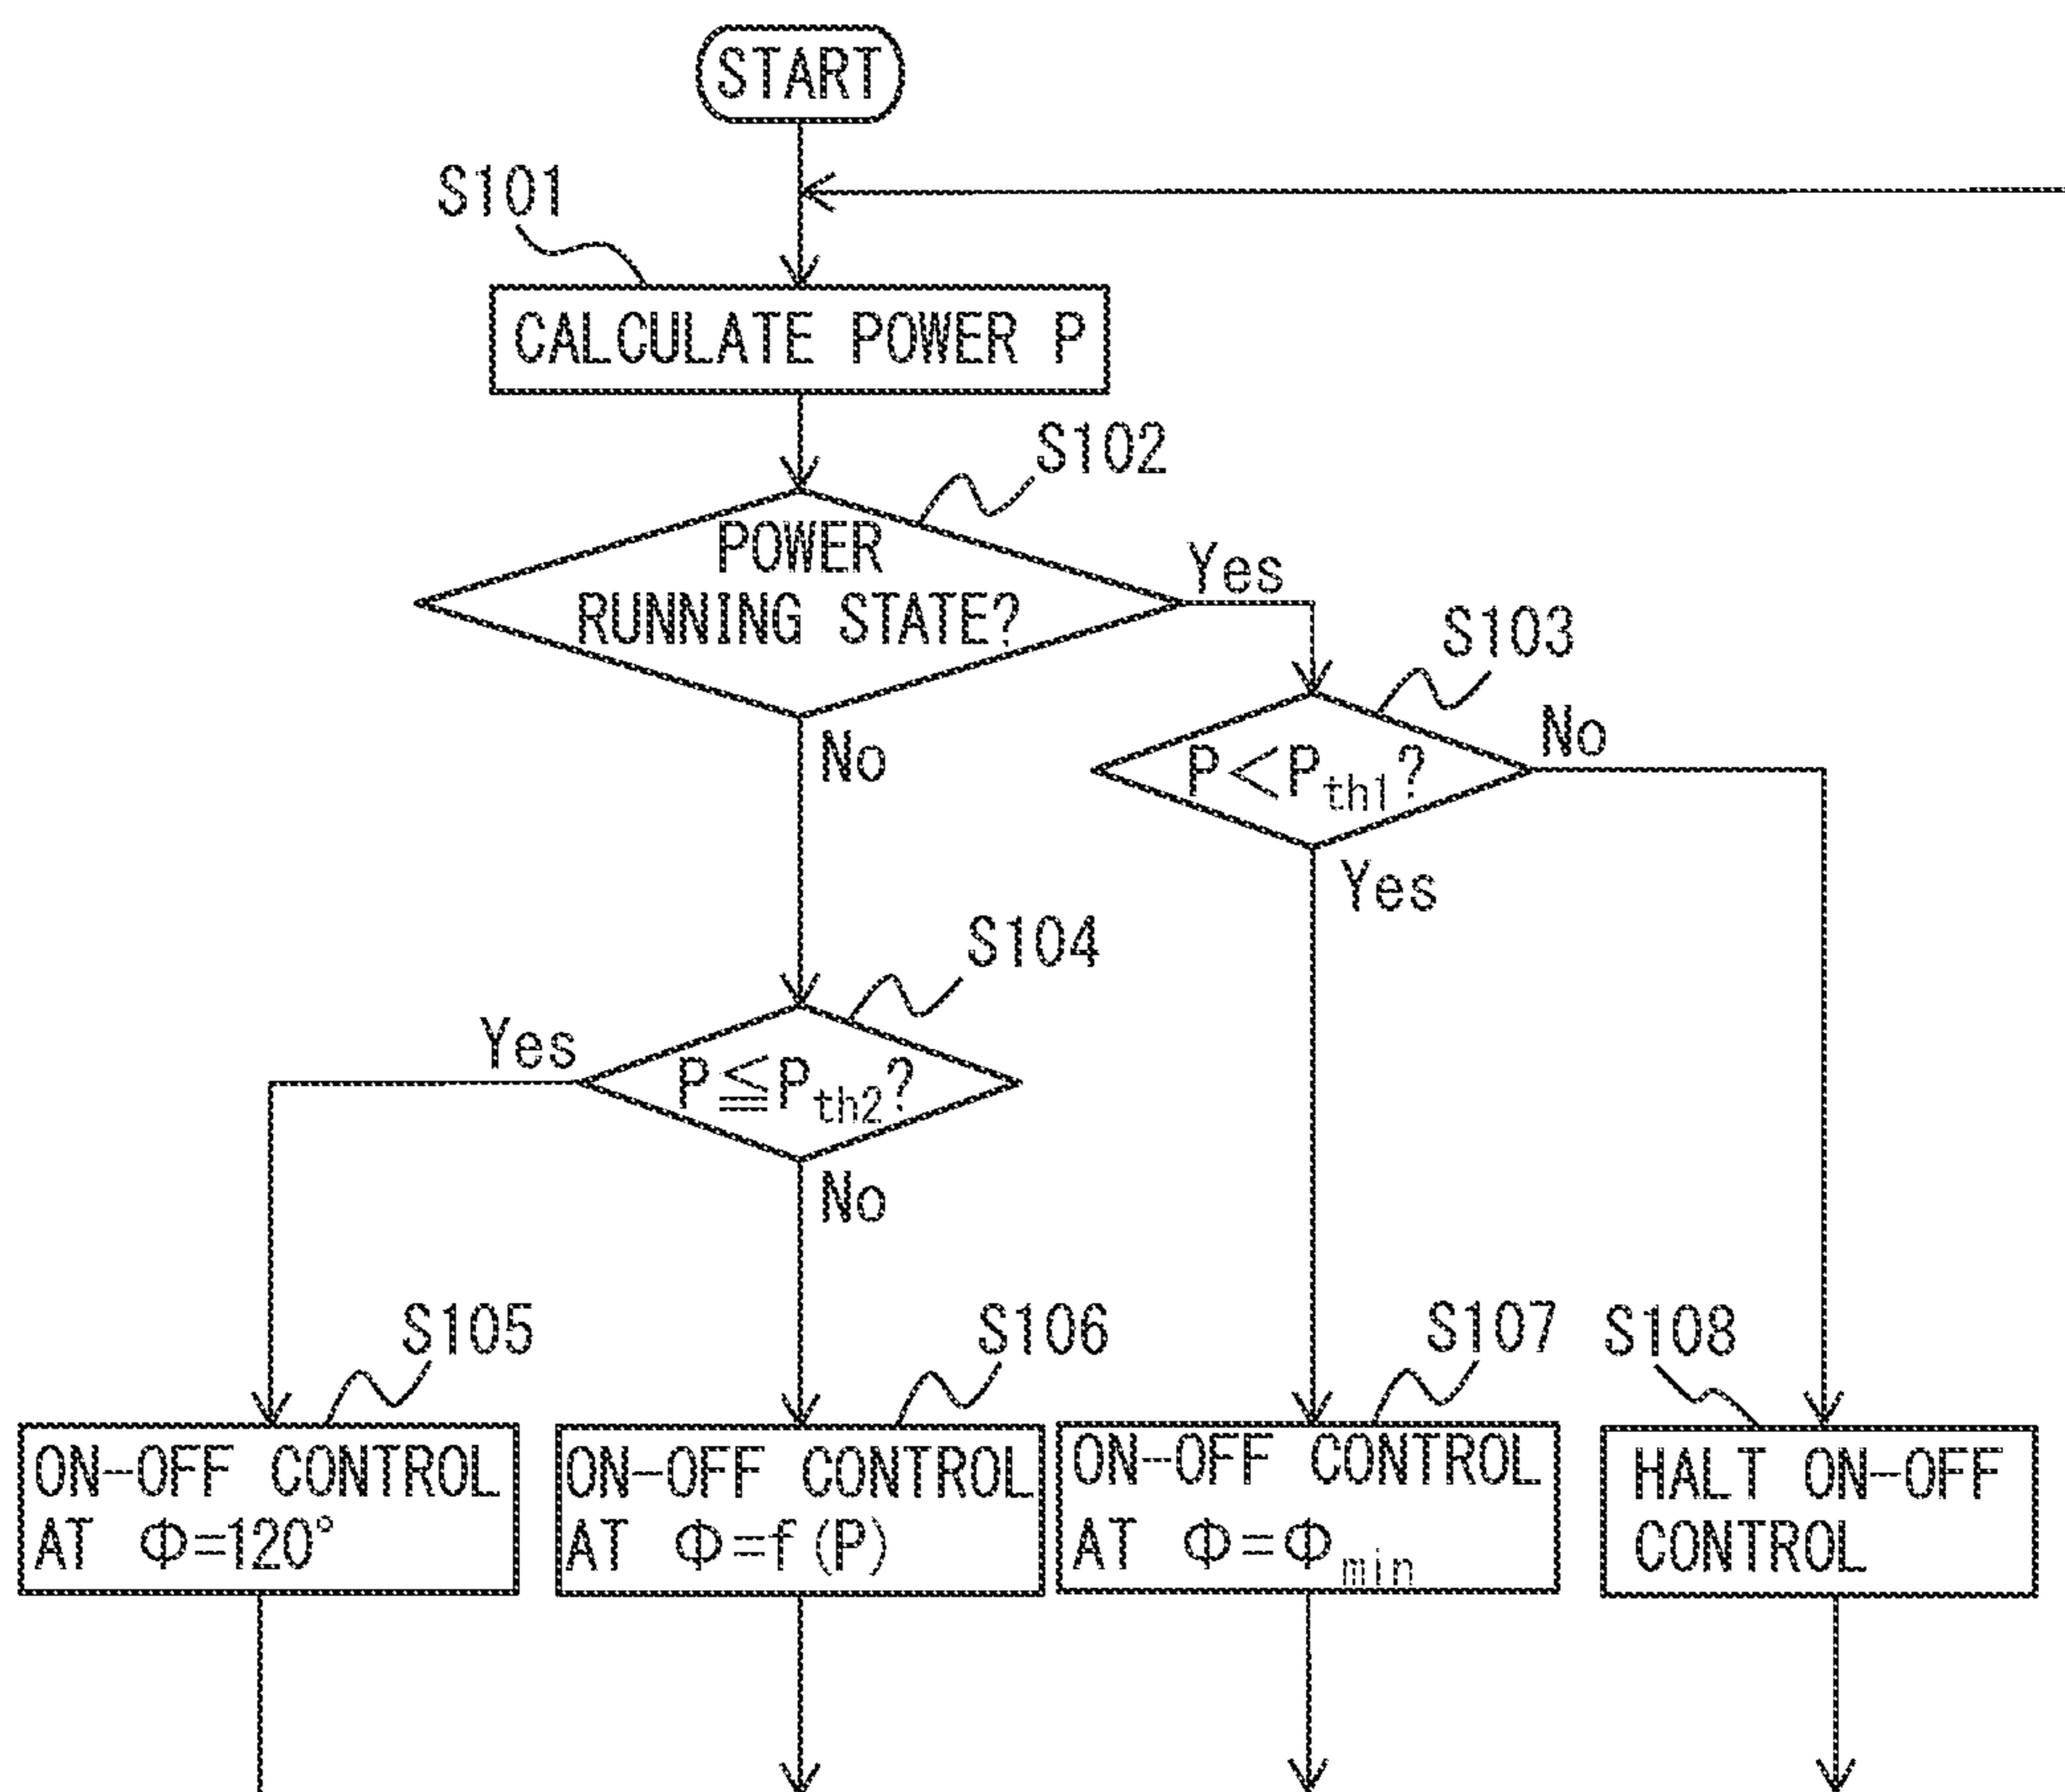 START
S101
CALCULATE POWER P
S102
POWER
RUNNING STATE?
Yes
S103
No
P<Pth1?
No
Yes
S104
Yes
P≦Pth2?
No
S105
S106
S107
S108
ON-OFF CONTROL
AT Φ=120°
ON-OFF CONTROL
AT Φ=f(P)
ON-OFF CONTROL
AT Φ=Φmin
HALT ON-OFF
CONTROL